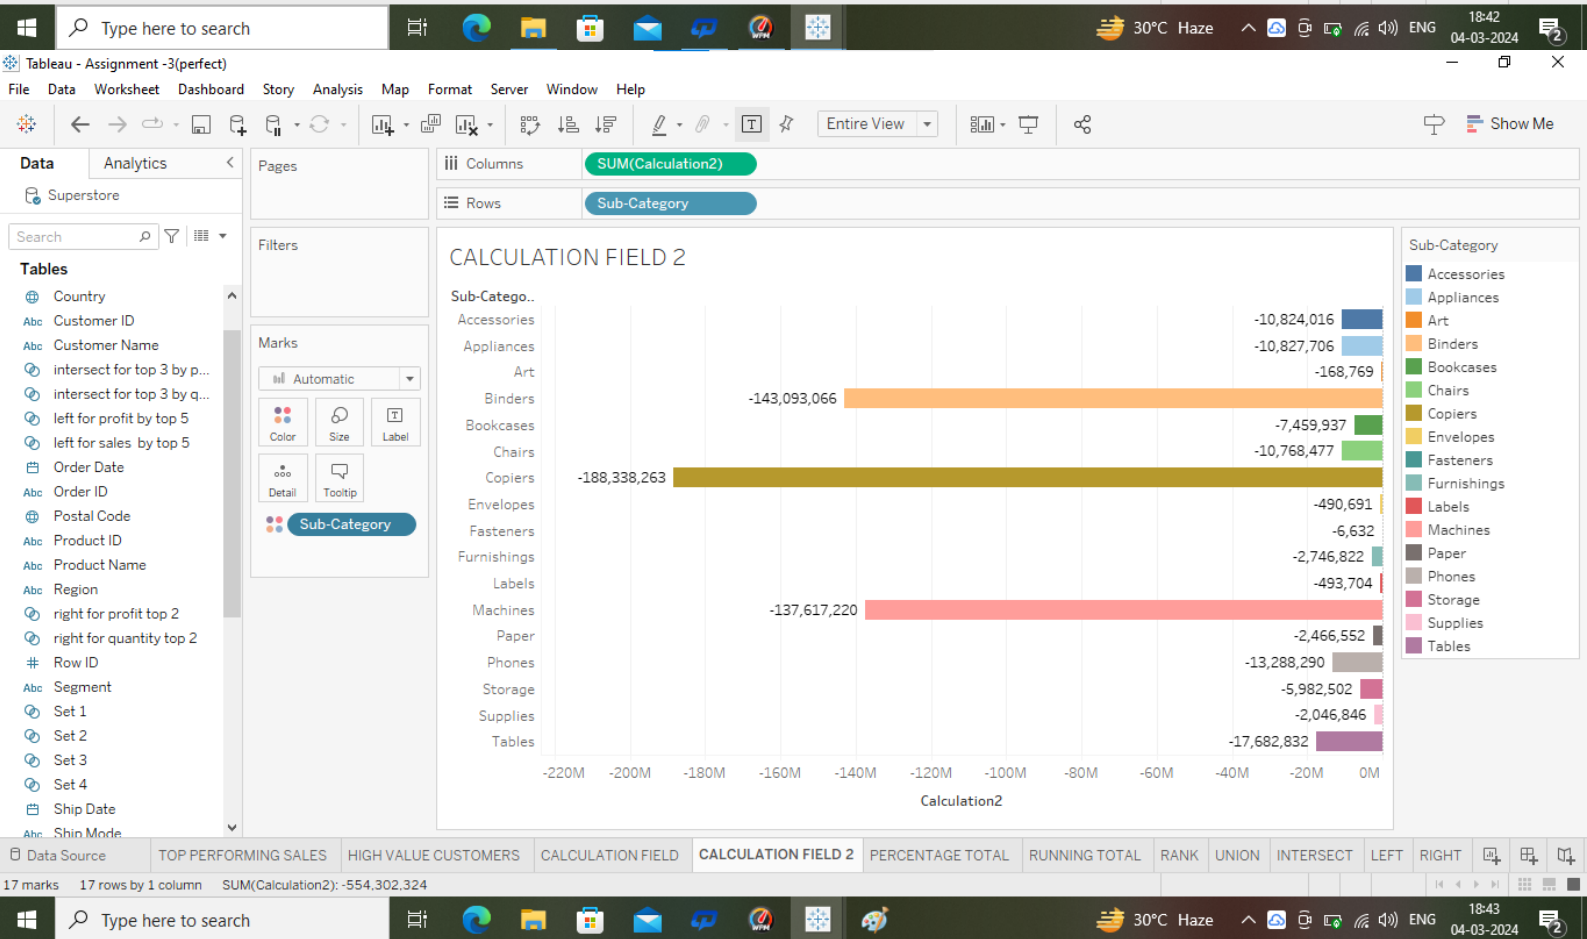 Type here to search
30°C Haze
ENG
18:42
04-03-2024
2
Tableau - Assignment -3(perfect)
File Data Worksheet Dashboard Story Analysis Map Format Server Window Help
Entire View
Show Me
Data Analytics
Superstore
Search
Tables
Country
Abc Customer ID
Abc Customer Name
intersect for top 3 by p...
intersect for top 3 by q...
left for profit by top 5
left for sales by top 5
Order Date
Abc Order ID
Postal Code
Abc Product ID
Abc Product Name
Abc Region
right for profit top 2
right for quantity top 2
Row ID
Abc Segment
Set 1
Set 2
Set 3
Set 4
Ship Date
Abc Ship Mode
Pages
Filters
Marks
Automatic
Color Size Label
Detail Tooltip
Sub-Category
Columns SUM(Calculation2)
Rows Sub-Category
CALCULATION FIELD 2
Sub-Catego..
Accessories -10,824,016
Appliances -10,827,706
Art -168,769
Binders -143,093,066
Bookcases -7,459,937
Chairs -10,768,477
Copiers -188,338,263
Envelopes -490,691
Fasteners -6,632
Furnishings -2,746,822
Labels -493,704
Machines -137,617,220
Paper -2,466,552
Phones -13,288,290
Storage -5,982,502
Supplies -2,046,846
Tables -17,682,832
-220M -200M -180M -160M -140M -120M -100M -80M -60M -40M -20M 0M
Calculation2
Sub-Category
Accessories
Appliances
Art
Binders
Bookcases
Chairs
Copiers
Envelopes
Fasteners
Furnishings
Labels
Machines
Paper
Phones
Storage
Supplies
Tables
Data Source TOP PERFORMING SALES HIGH VALUE CUSTOMERS CALCULATION FIELD CALCULATION FIELD 2 PERCENTAGE TOTAL RUNNING TOTAL RANK UNION INTERSECT LEFT RIGHT
17 marks 17 rows by 1 column SUM(Calculation2): -554,302,324
Type here to search
30°C Haze
ENG
18:43
04-03-2024
2